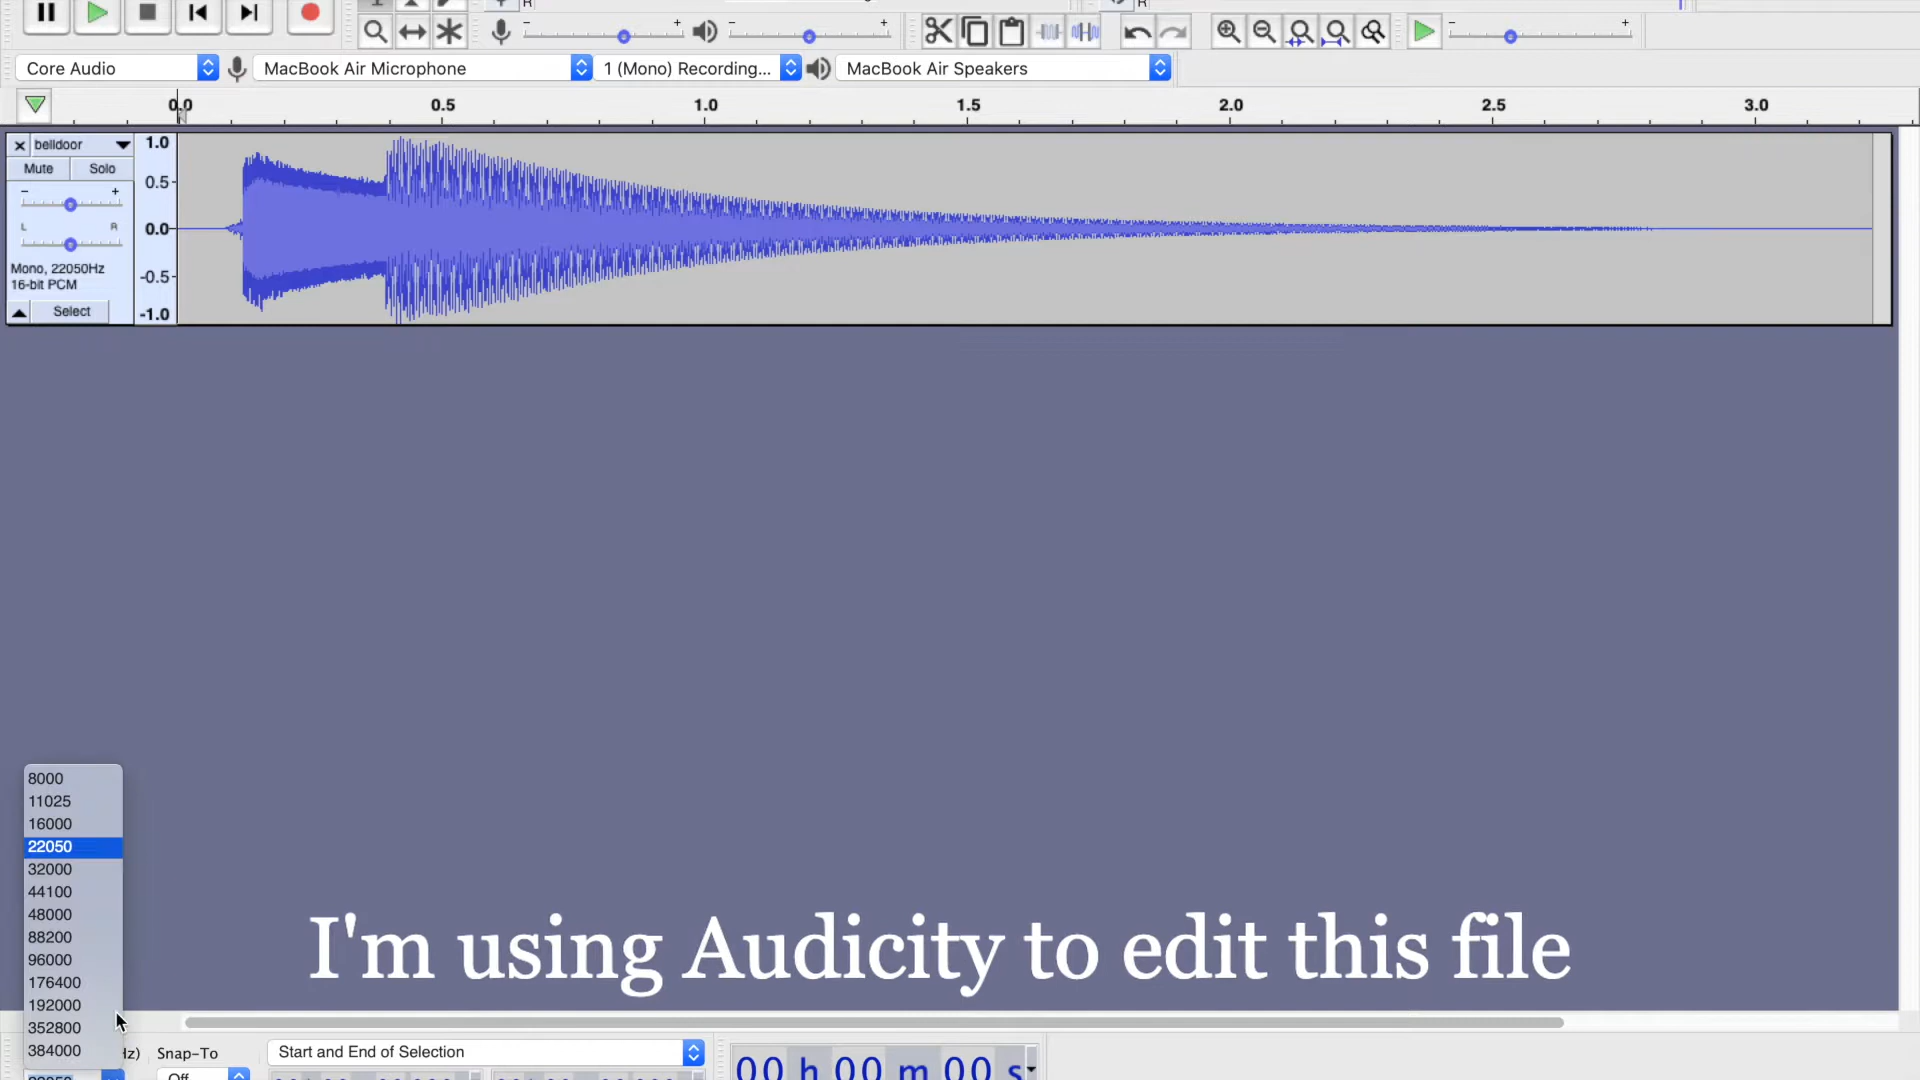 R
R
- +
- +
- +
Core Audio MacBook Air Microphone 1 (Mono) Recording... MacBook Air Speakers
0.0 0.5 1.0 1.5 2.0 2.5 3.0
belldoor
Mute Solo
- +
L R
Mono, 22050Hz
16-bit PCM
Select
1.0
0.5
0.0
-0.5
-1.0
8000
11025
16000
22050
32000
44100
48000
88200
96000
176400
192000
352800
384000
I'm using Audicity to edit this file
Hz) Snap-To Start and End of Selection
22050 Off
00 h 00 m 00 s